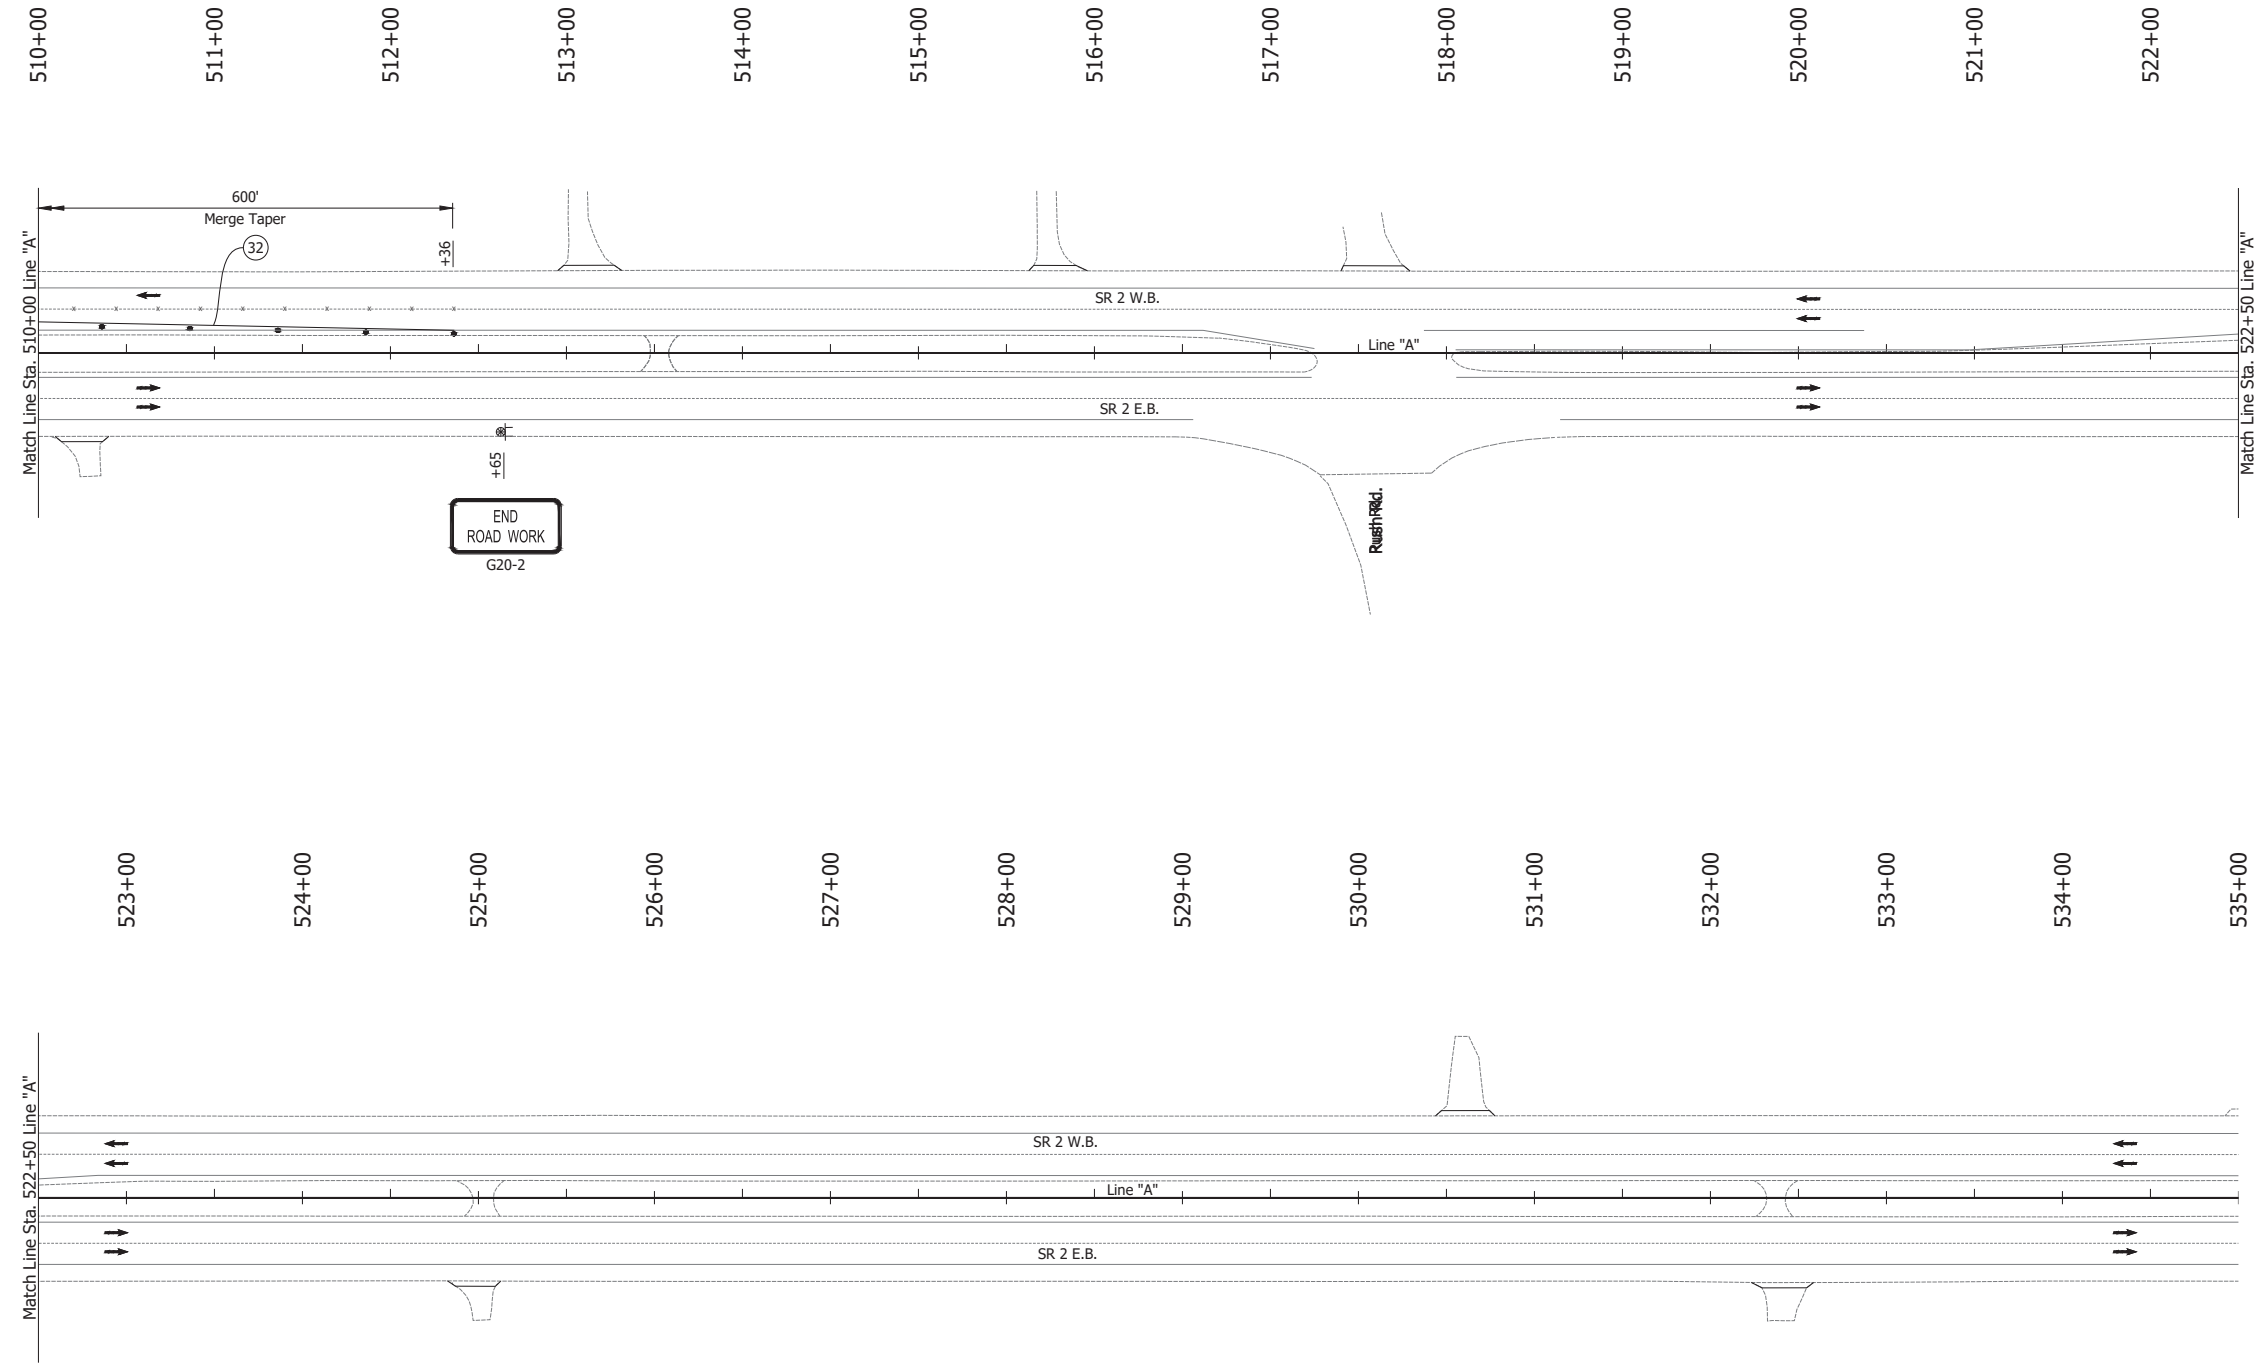 510+00
511+00
512+00
513+00
514+00
515+00
516+00
517+00
518+00
519+00
520+00
521+00
522+00
600'
Merge Taper
32
+36
Match Line Sta. 510+00 Line "A"
SR 2 W.B.
Line "A"
SR 2 E.B.
Match Line Sta. 522+50 Line "A"
+65
END
ROAD WORK
G20-2
523+00
524+00
525+00
526+00
527+00
528+00
529+00
530+00
531+00
532+00
533+00
534+00
535+00
Match Line Sta. 522+50 Line "A"
SR 2 W.B.
Line "A"
SR 2 E.B.